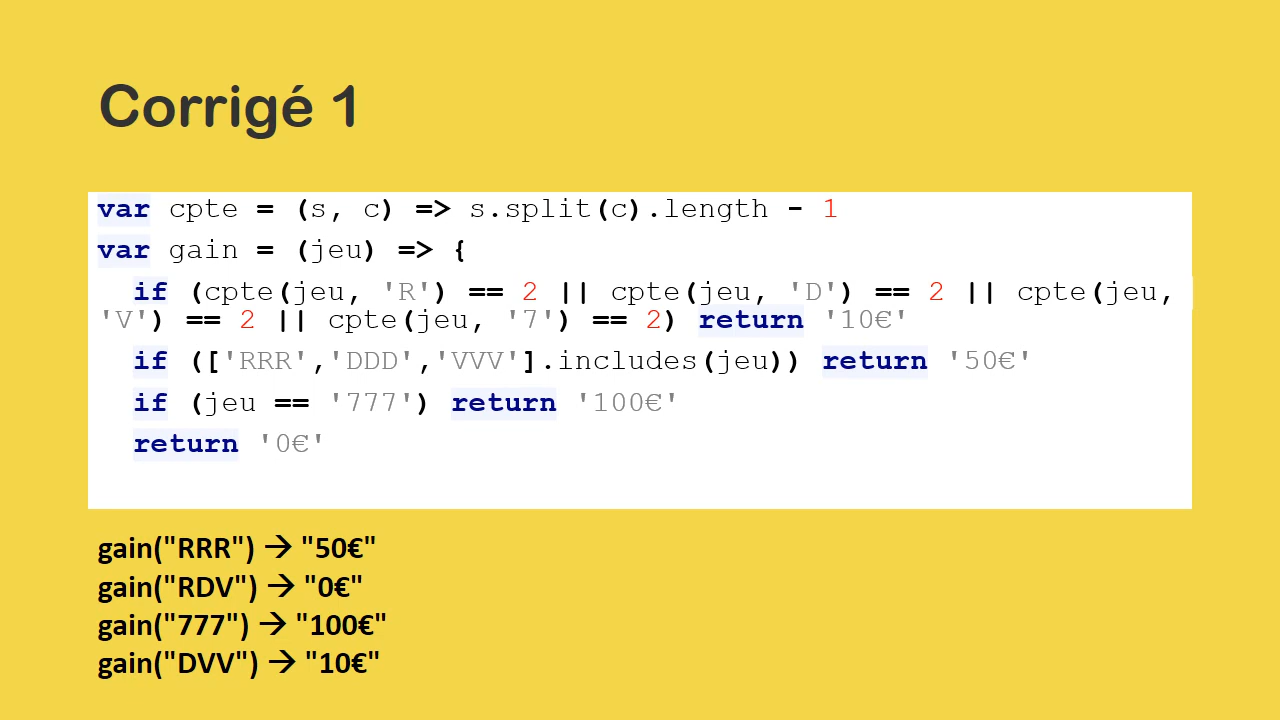 Corrigé 1
var cpte = (s, c) => s.split(c).length - 1
var gain = (jeu) => {
if (cpte(jeu, 'R') == 2 || cpte(jeu, 'D') == 2 || cpte(jeu,
'V') == 2 || cpte(jeu, '7') == 2) return '10€'
if (['RRR','DDD','VVV'].includes(jeu)) return '50€'
if (jeu == '777') return '100€'
return '0€'
gain("RRR") → "50€"
gain("RDV") → "0€"
gain("777") → "100€"
gain("DVV") → "10€"